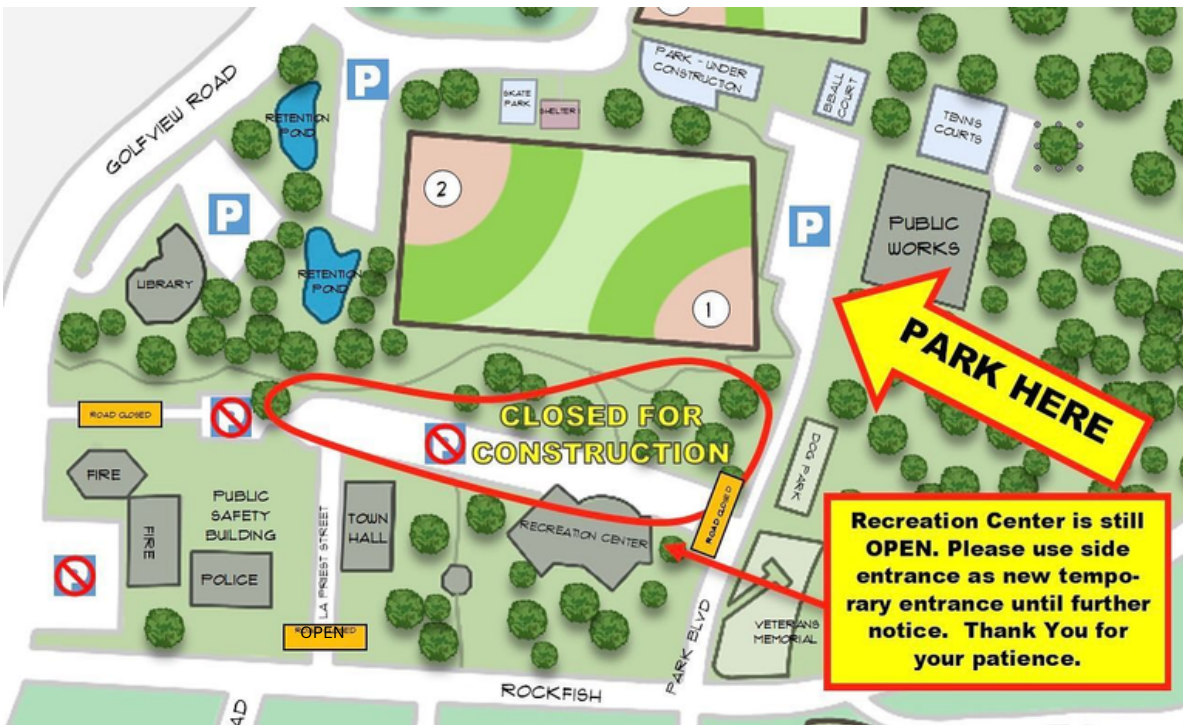 PARK - UNDER
CONSTRUCTION
BBALL
COURT
SKATE
PARK
SHELTER
TENNIS
COURTS
GOLFVIEW ROAD
P
RETENTION
POND
2
P
P
PUBLIC
WORKS
LIBRARY
RETENTION
POND
1
PARK HERE
ROAD CLOSED
CLOSED FOR
CONSTRUCTION
DOG PARK
FIRE
PUBLIC
SAFETY
BUILDING
FIRE
POLICE
LA PRIEST STREET
TOWN
HALL
RECREATION CENTER
ROAD CLOSED
Recreation Center is still
OPEN. Please use side
entrance as new tempo-
rary entrance until further
notice.  Thank You for
your patience.
OPEN
VETERANS
MEMORIAL
PARK BLVD
ROCKFISH
AD